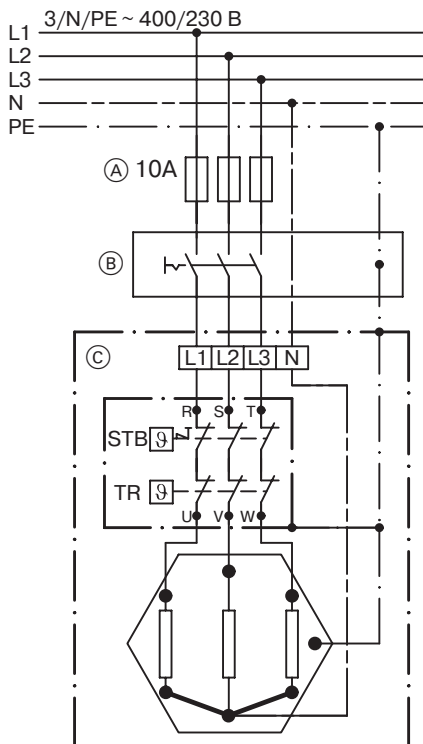 3/N/PE ~ 400/230 В
L1
L2
L3
N
PE
A 10A
B
C
L1 L2 L3 N
R S T
STB ϑ
TR ϑ
U V W